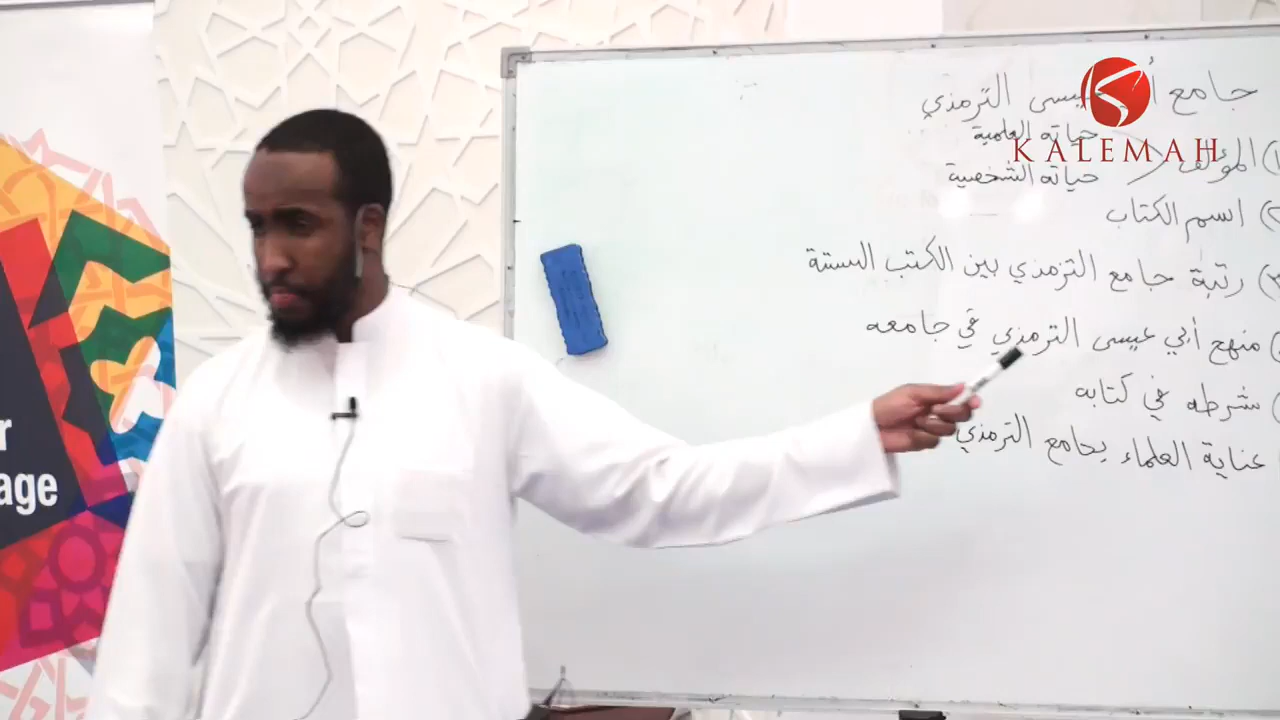 KALEMAH
جامع عيسى الترمذي
المؤلف
حياته العلمية
حياته الشخصية
اسم الكتاب
رتبة جامع الترمذي بين الكتب الستة
منهج أبي عيسى الترمذي في جامعه
شرطه في كتابه
عناية العلماء بجامع الترمذي
r
age